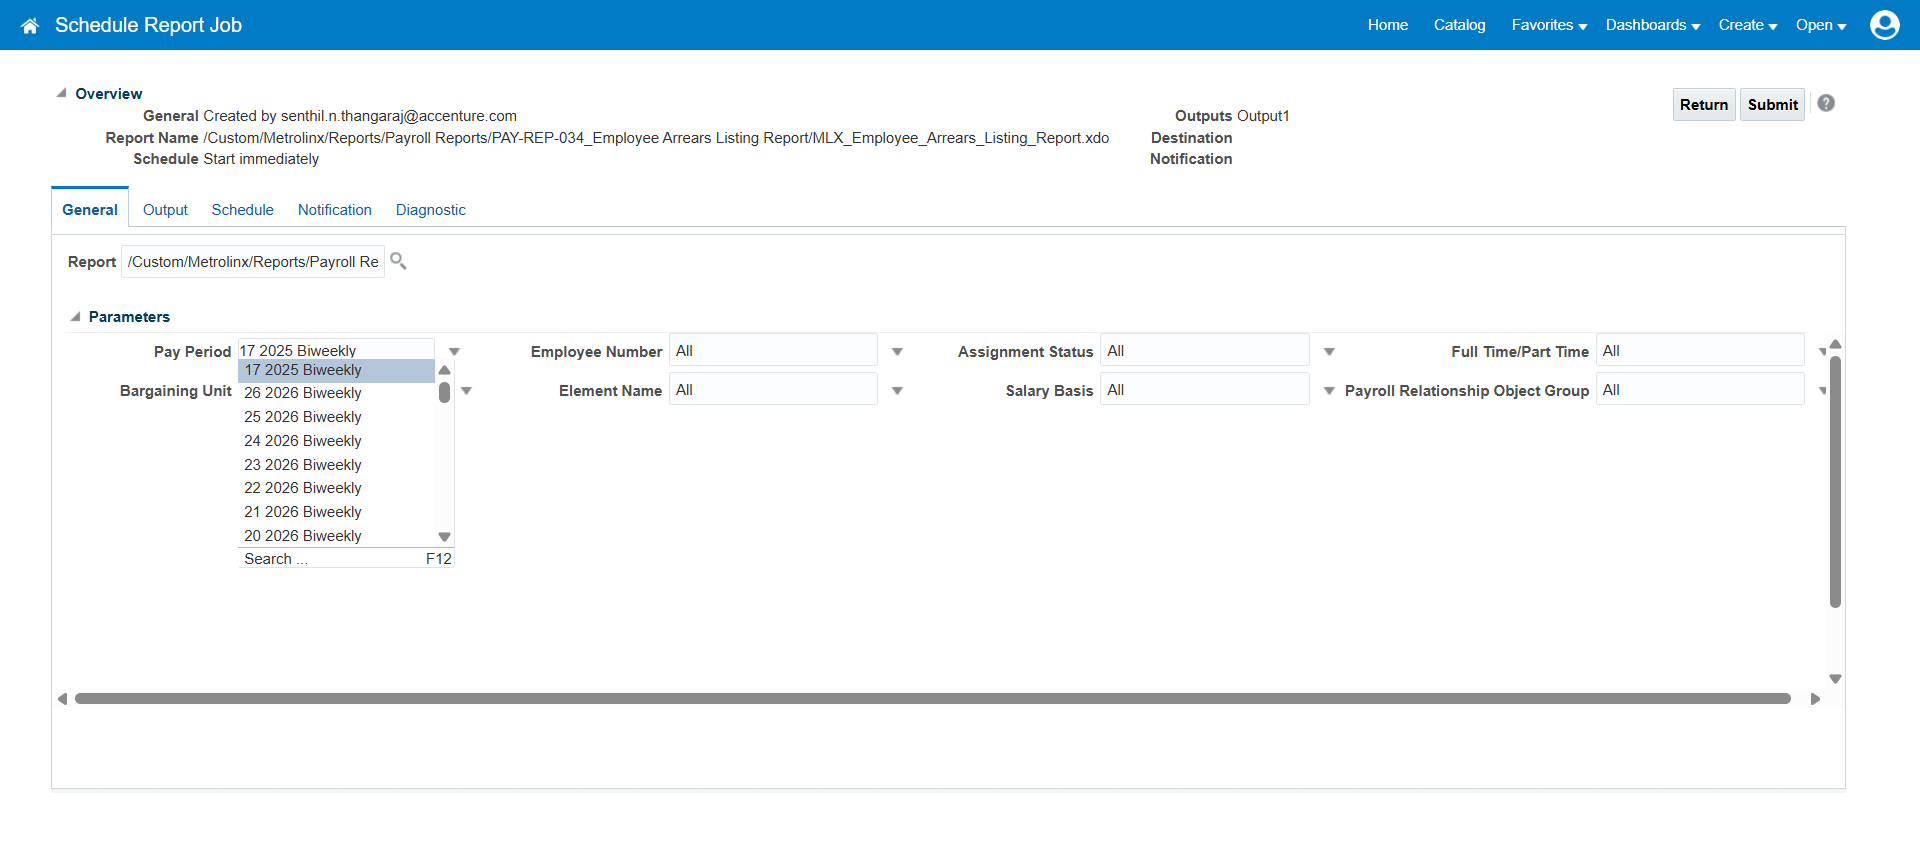 Schedule Report Job
Home Catalog Favorites Dashboards Create Open
Overview
Return Submit
General Created by senthil.n.thangaraj@accenture.com Outputs Output1
Report Name /Custom/Metrolinx/Reports/Payroll Reports/PAY-REP-034_Employee Arrears Listing Report/MLX_Employee_Arrears_Listing_Report.xdo Destination
Schedule Start immediately Notification
General Output Schedule Notification Diagnostic
Report /Custom/Metrolinx/Reports/Payroll Re
Parameters
Pay Period 17 2025 Biweekly Employee Number All Assignment Status All Full Time/Part Time All
17 2025 Biweekly
Bargaining Unit Element Name All Salary Basis All Payroll Relationship Object Group All
26 2026 Biweekly
25 2026 Biweekly
24 2026 Biweekly
23 2026 Biweekly
22 2026 Biweekly
21 2026 Biweekly
20 2026 Biweekly
Search ... F12